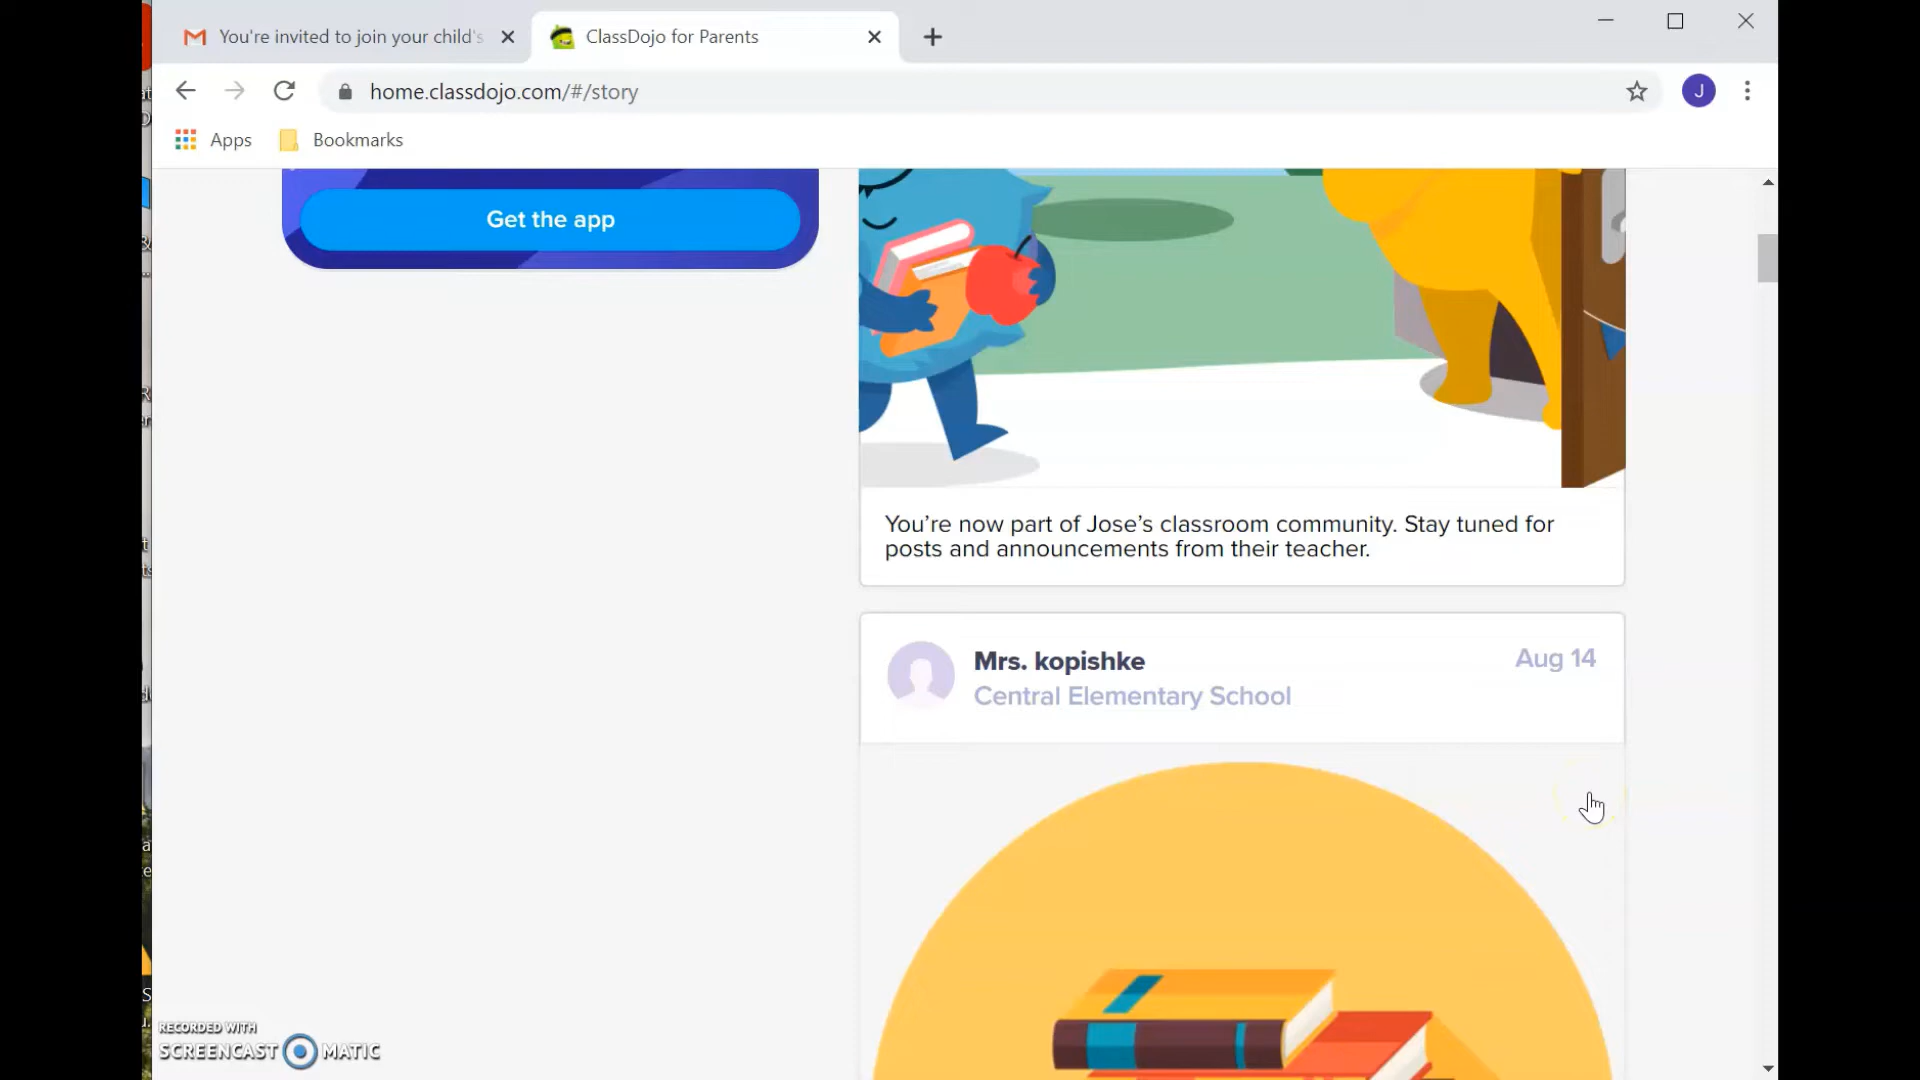 You're invited to join your child's
ClassDojo for Parents
home.classdojo.com/#/story
J
Apps
Bookmarks
Get the app
You're now part of Jose's classroom community. Stay tuned for
posts and announcements from their teacher.
Mrs. kopishke
Aug 14
Central Elementary School
RECORDED WITH
SCREENCAST MATIC